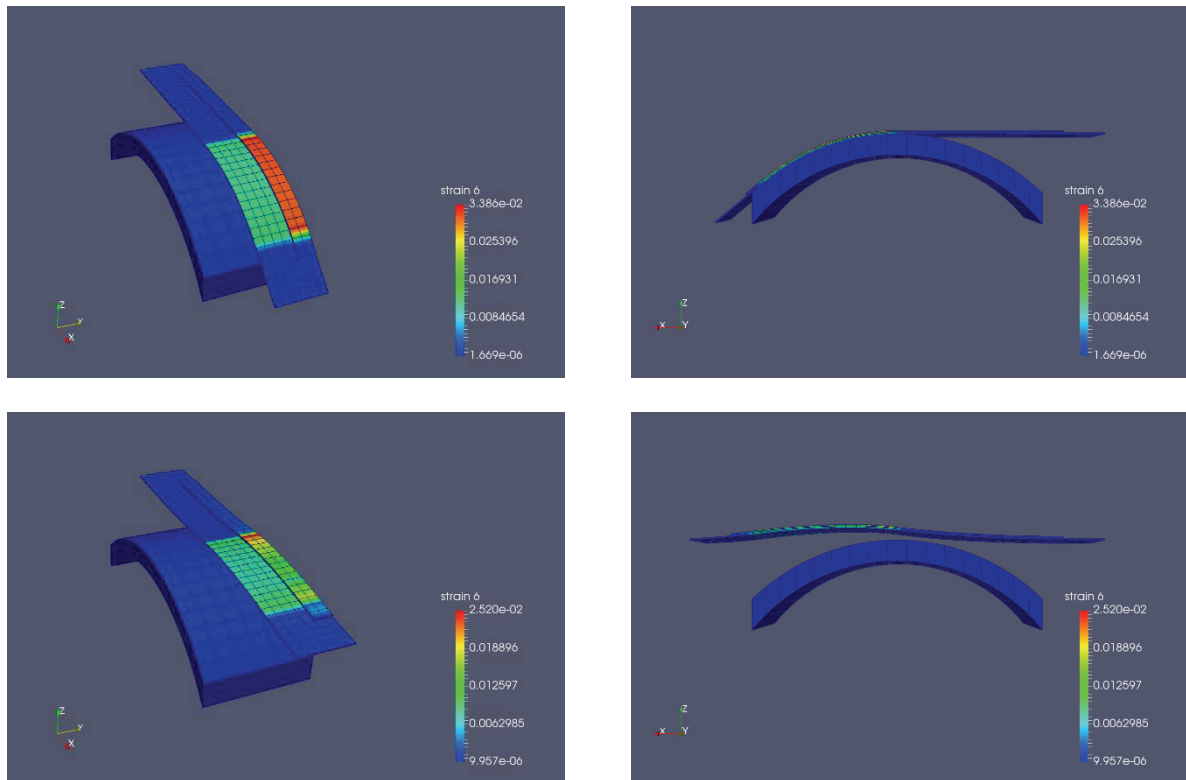 strain 6
3.386e-02
0.025396
0.016931
0.0084654
1.669e-06
Z
Y
X
strain 6
3.386e-02
0.025396
0.016931
0.0084654
1.669e-06
Z
X
Y
strain 6
2.520e-02
0.018896
0.012597
0.0062985
9.957e-06
Z
Y
X
strain 6
2.520e-02
0.018896
0.012597
0.0062985
9.957e-06
Z
X
Y